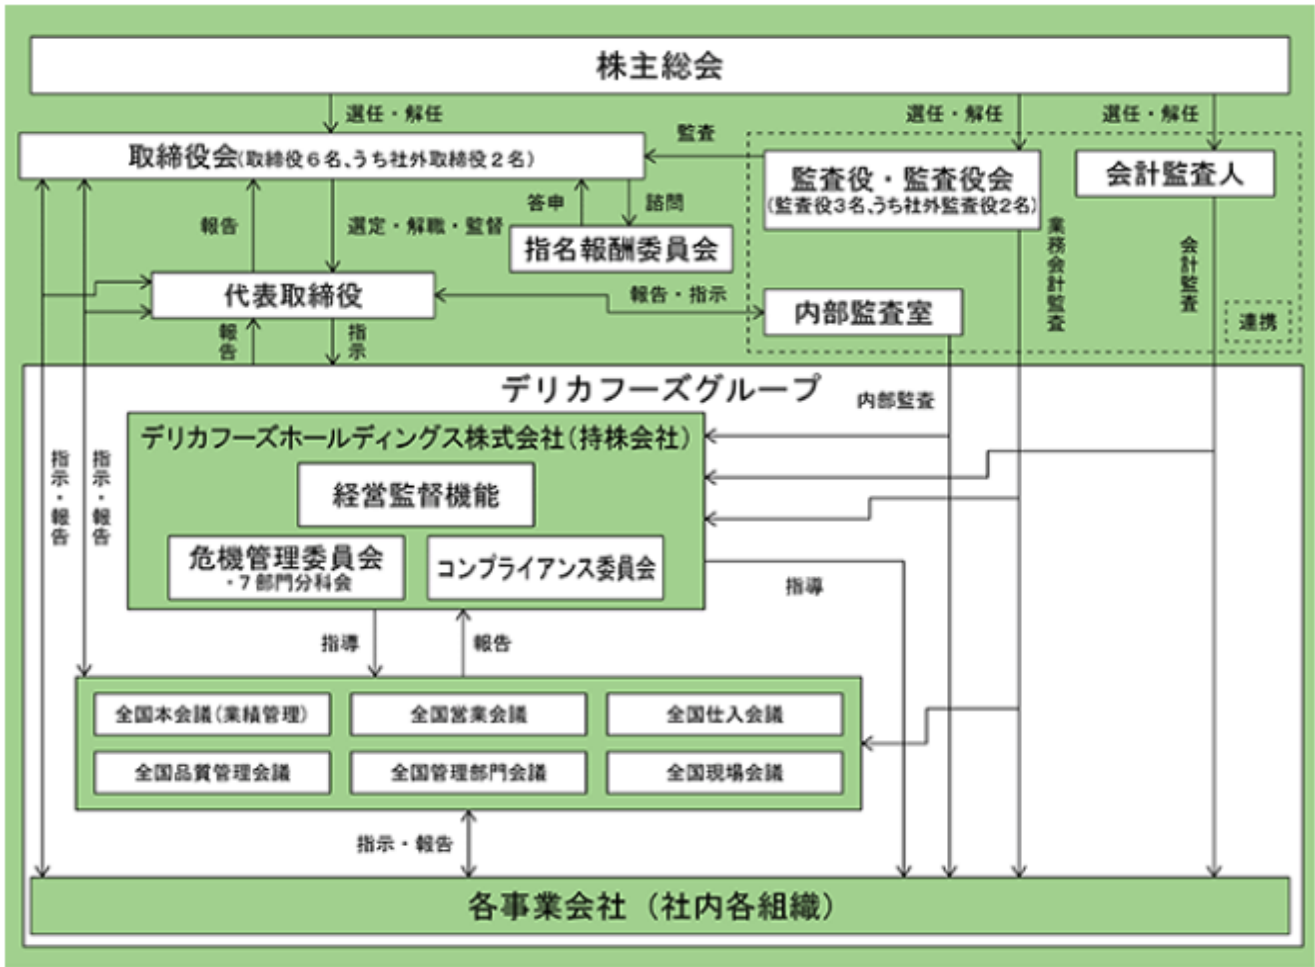 株主総会
選任・解任
選任・解任
選任・解任
監査
取締役会(取締役６名、うち社外取締役２名)
監査役・監査役会
(監査役3名、うち社外監査役2名)
会計監査人
報告
選定・解職・監督
答申
諮問
指名報酬委員会
業務会計監査
会計監査
代表取締役
報告・指示
内部監査室
連携
報告
指示
デリカフーズグループ
内部監査
デリカフーズホールディングス株式会社(持株会社)
経営監督機能
危機管理委員会
・７部門分科会
コンプライアンス委員会
指示・報告
指示・報告
指導
指導
報告
全国本会議(業績管理)
全国営業会議
全国仕入会議
全国品質管理会議
全国管理部門会議
全国現場会議
指示・報告
各事業会社（社内各組織）